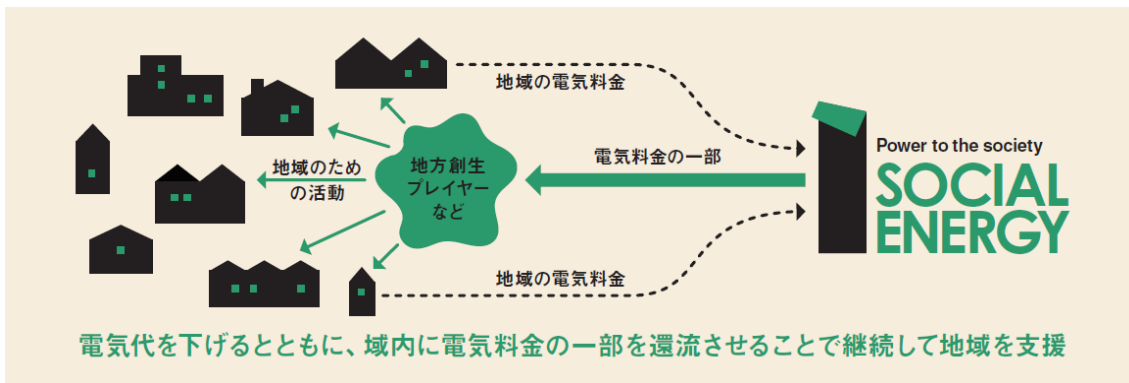 地域の電気料金
Power to the society
SOCIAL
ENERGY
電気料金の一部
地方創生
プレイヤー
など
地域のため
の活動
地域の電気料金
電気代を下げるとともに、域内に電気料金の一部を還流させることで継続して地域を支援